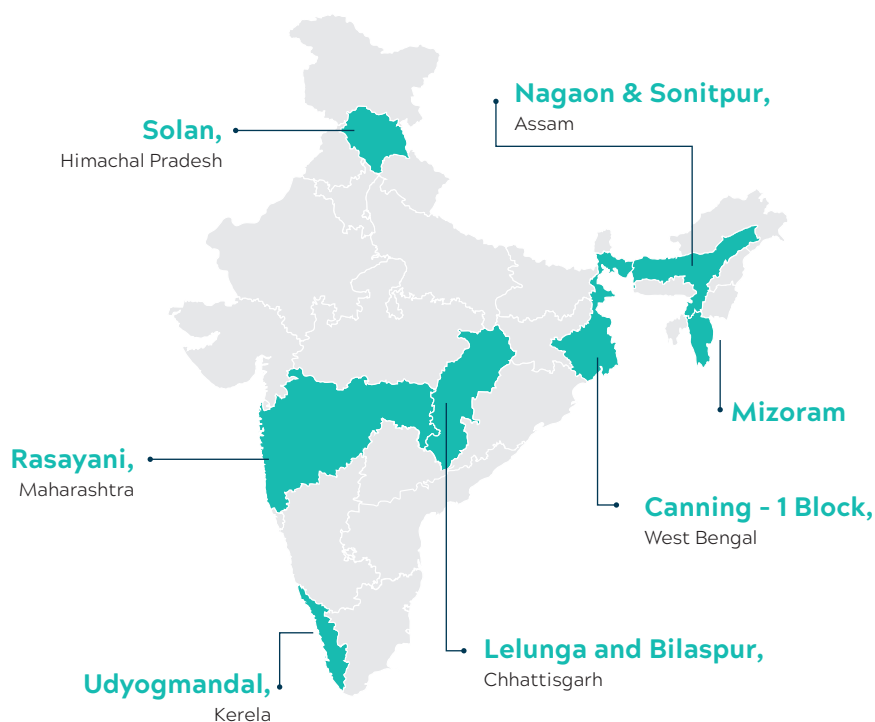 Nagaon & Sonitpur,
Assam
Solan,
Himachal Pradesh
Mizoram
Rasayani,
Maharashtra
Canning - 1 Block,
West Bengal
Lelunga and Bilaspur,
Chhattisgarh
Udyogmandal,
Kerela